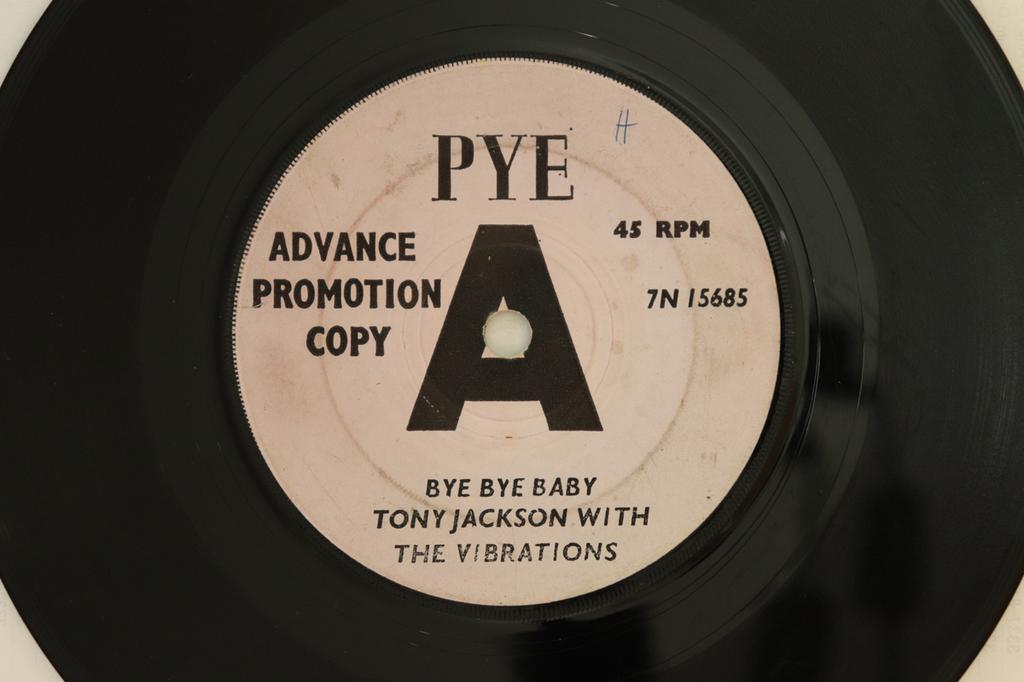 PYE
H
45 RPM
ADVANCE
PROMOTION
COPY
7N 15685
A
BYE BYE BABY
TONY JACKSON WITH
THE VIBRATIONS